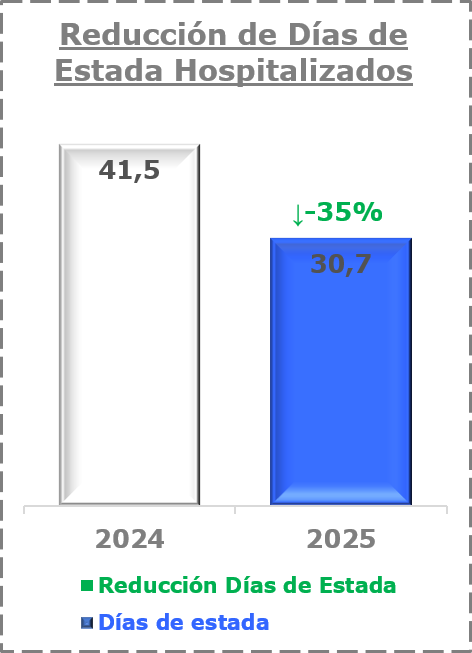 Reducción de Días de
Estada Hospitalizados
41,5
↓-35%
30,7
2024
2025
Reducción Días de Estada
Días de estada